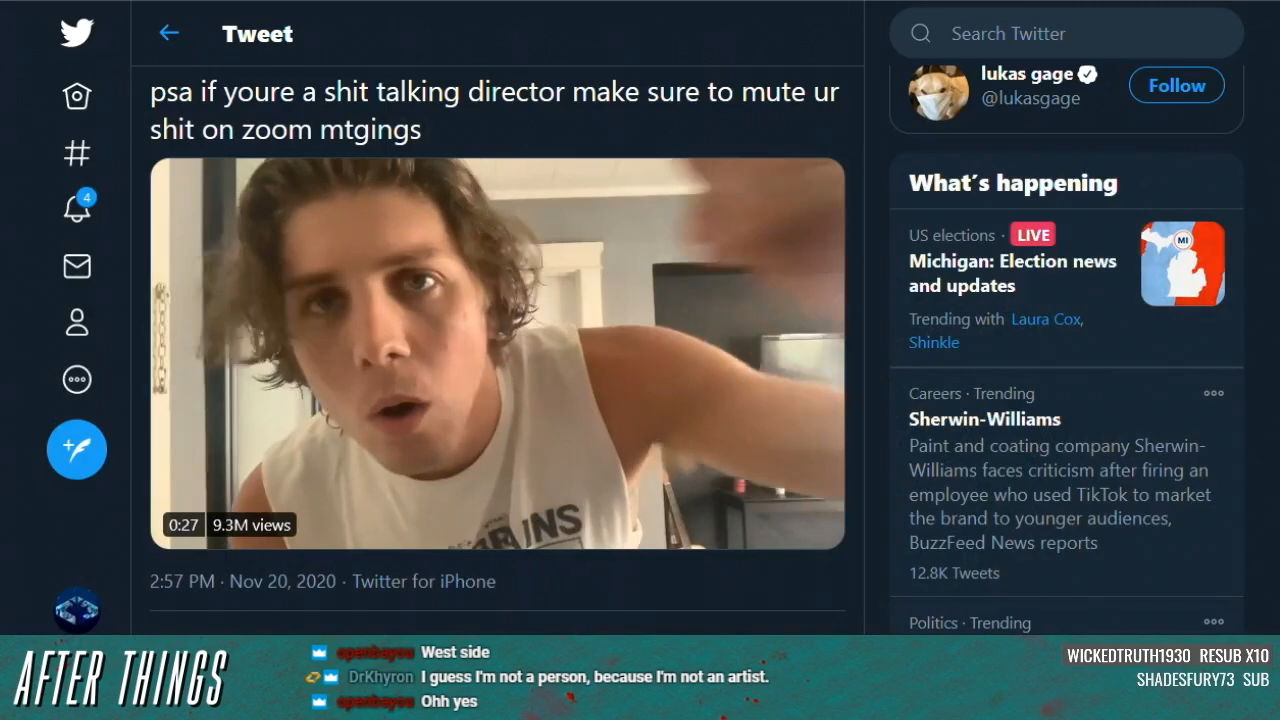 Tweet
Search Twitter
psa if youre a shit talking director make sure to mute ur
shit on zoom mtgings
lukas gage
@lukasgage
Follow
4
What´s happening
US elections · LIVE
Michigan: Election news
and updates
MI
Trending with Laura Cox,
Shinkle
Careers · Trending
Sherwin-Williams
Paint and coating company Sherwin-
Williams faces criticism after firing an
employee who used TikTok to market
the brand to younger audiences,
BuzzFeed News reports
12.8K Tweets
Politics · Trending
0:27 9.3M views
2:57 PM · Nov 20, 2020 · Twitter for iPhone
AFTER THINGS
openbayou West side
DrKhyron I guess I'm not a person, because I'm not an artist.
openbayou Ohh yes
WICKEDTRUTH1930 RESUB X10
SHADESFURY73 SUB